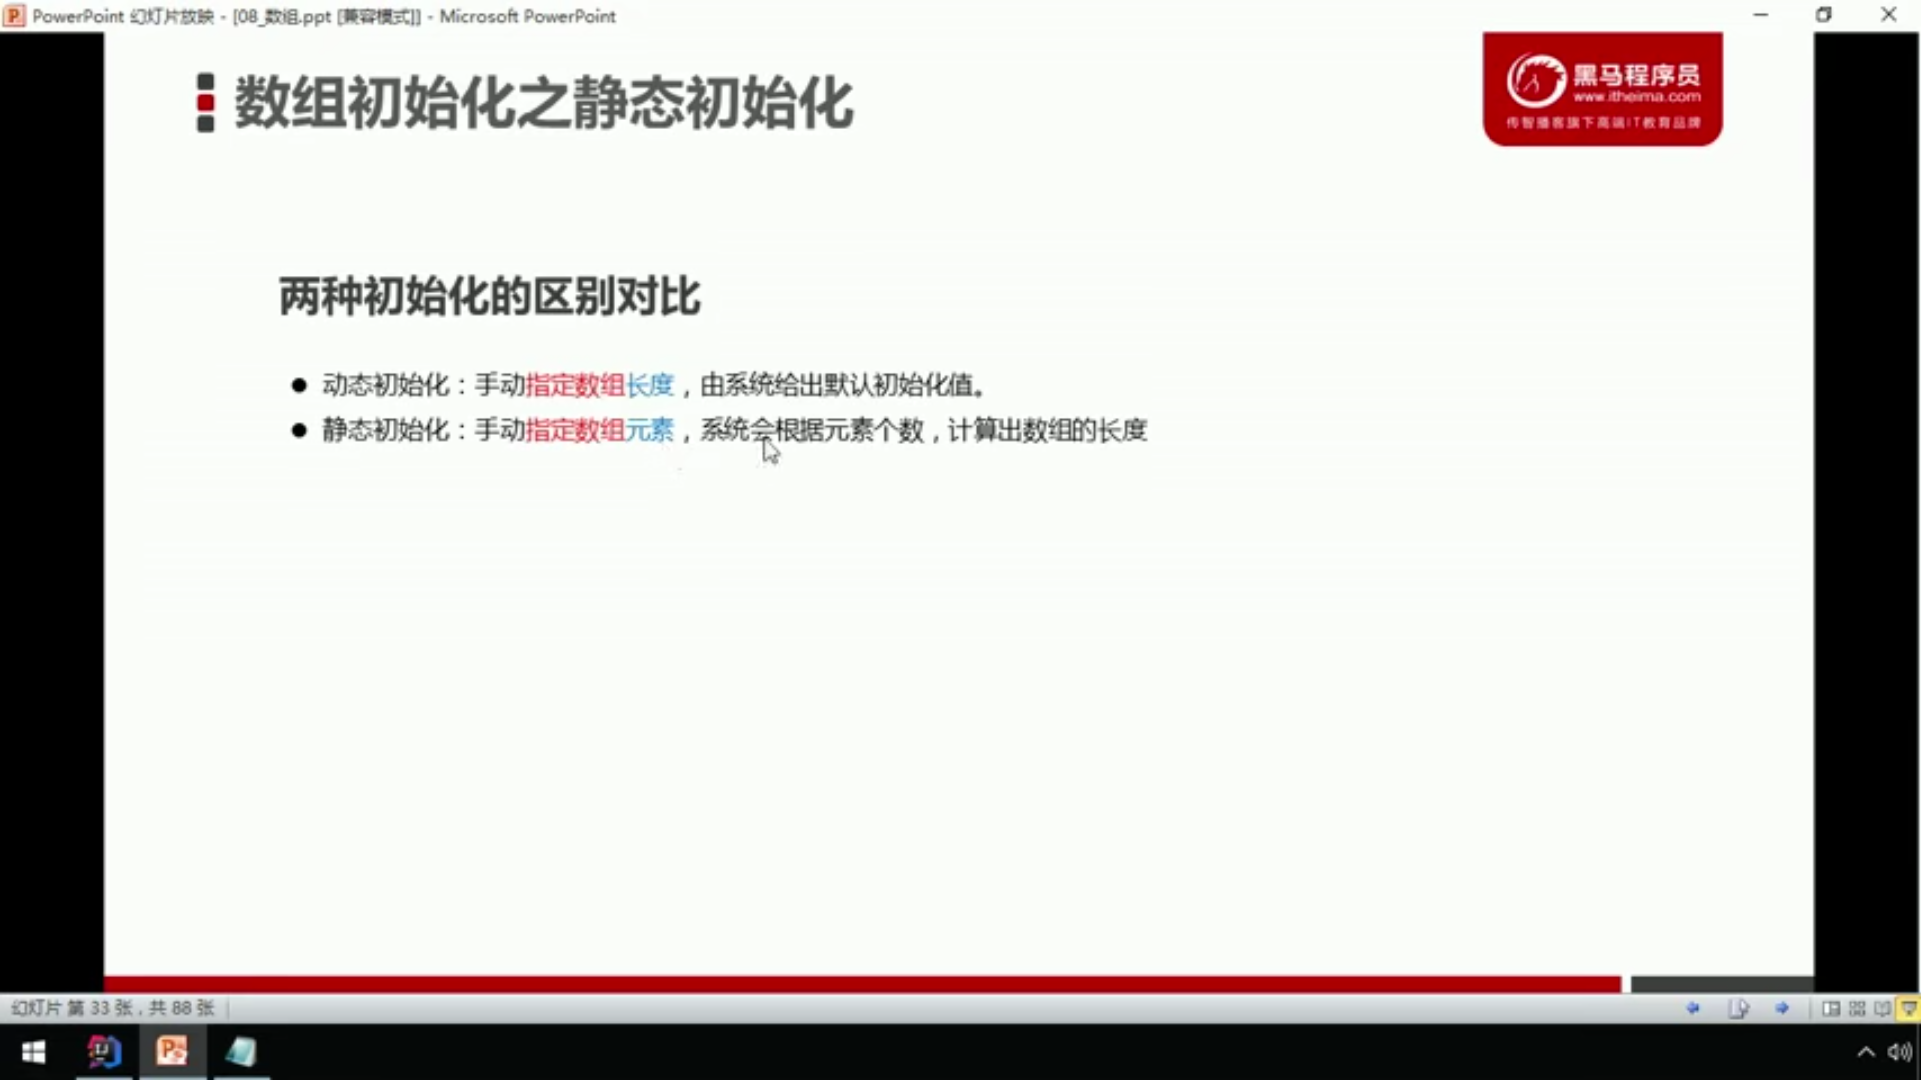 PowerPoint 幻灯片放映 - [08_数组.ppt [兼容模式]] - Microsoft PowerPoint
数组初始化之静态初始化
黑马程序员
www.itheima.com
传智播客旗下高端IT教育品牌
两种初始化的区别对比
● 动态初始化：手动指定数组长度，由系统给出默认初始化值。
● 静态初始化：手动指定数组元素，系统会根据元素个数，计算出数组的长度
幻灯片 第 33 张，共 88 张